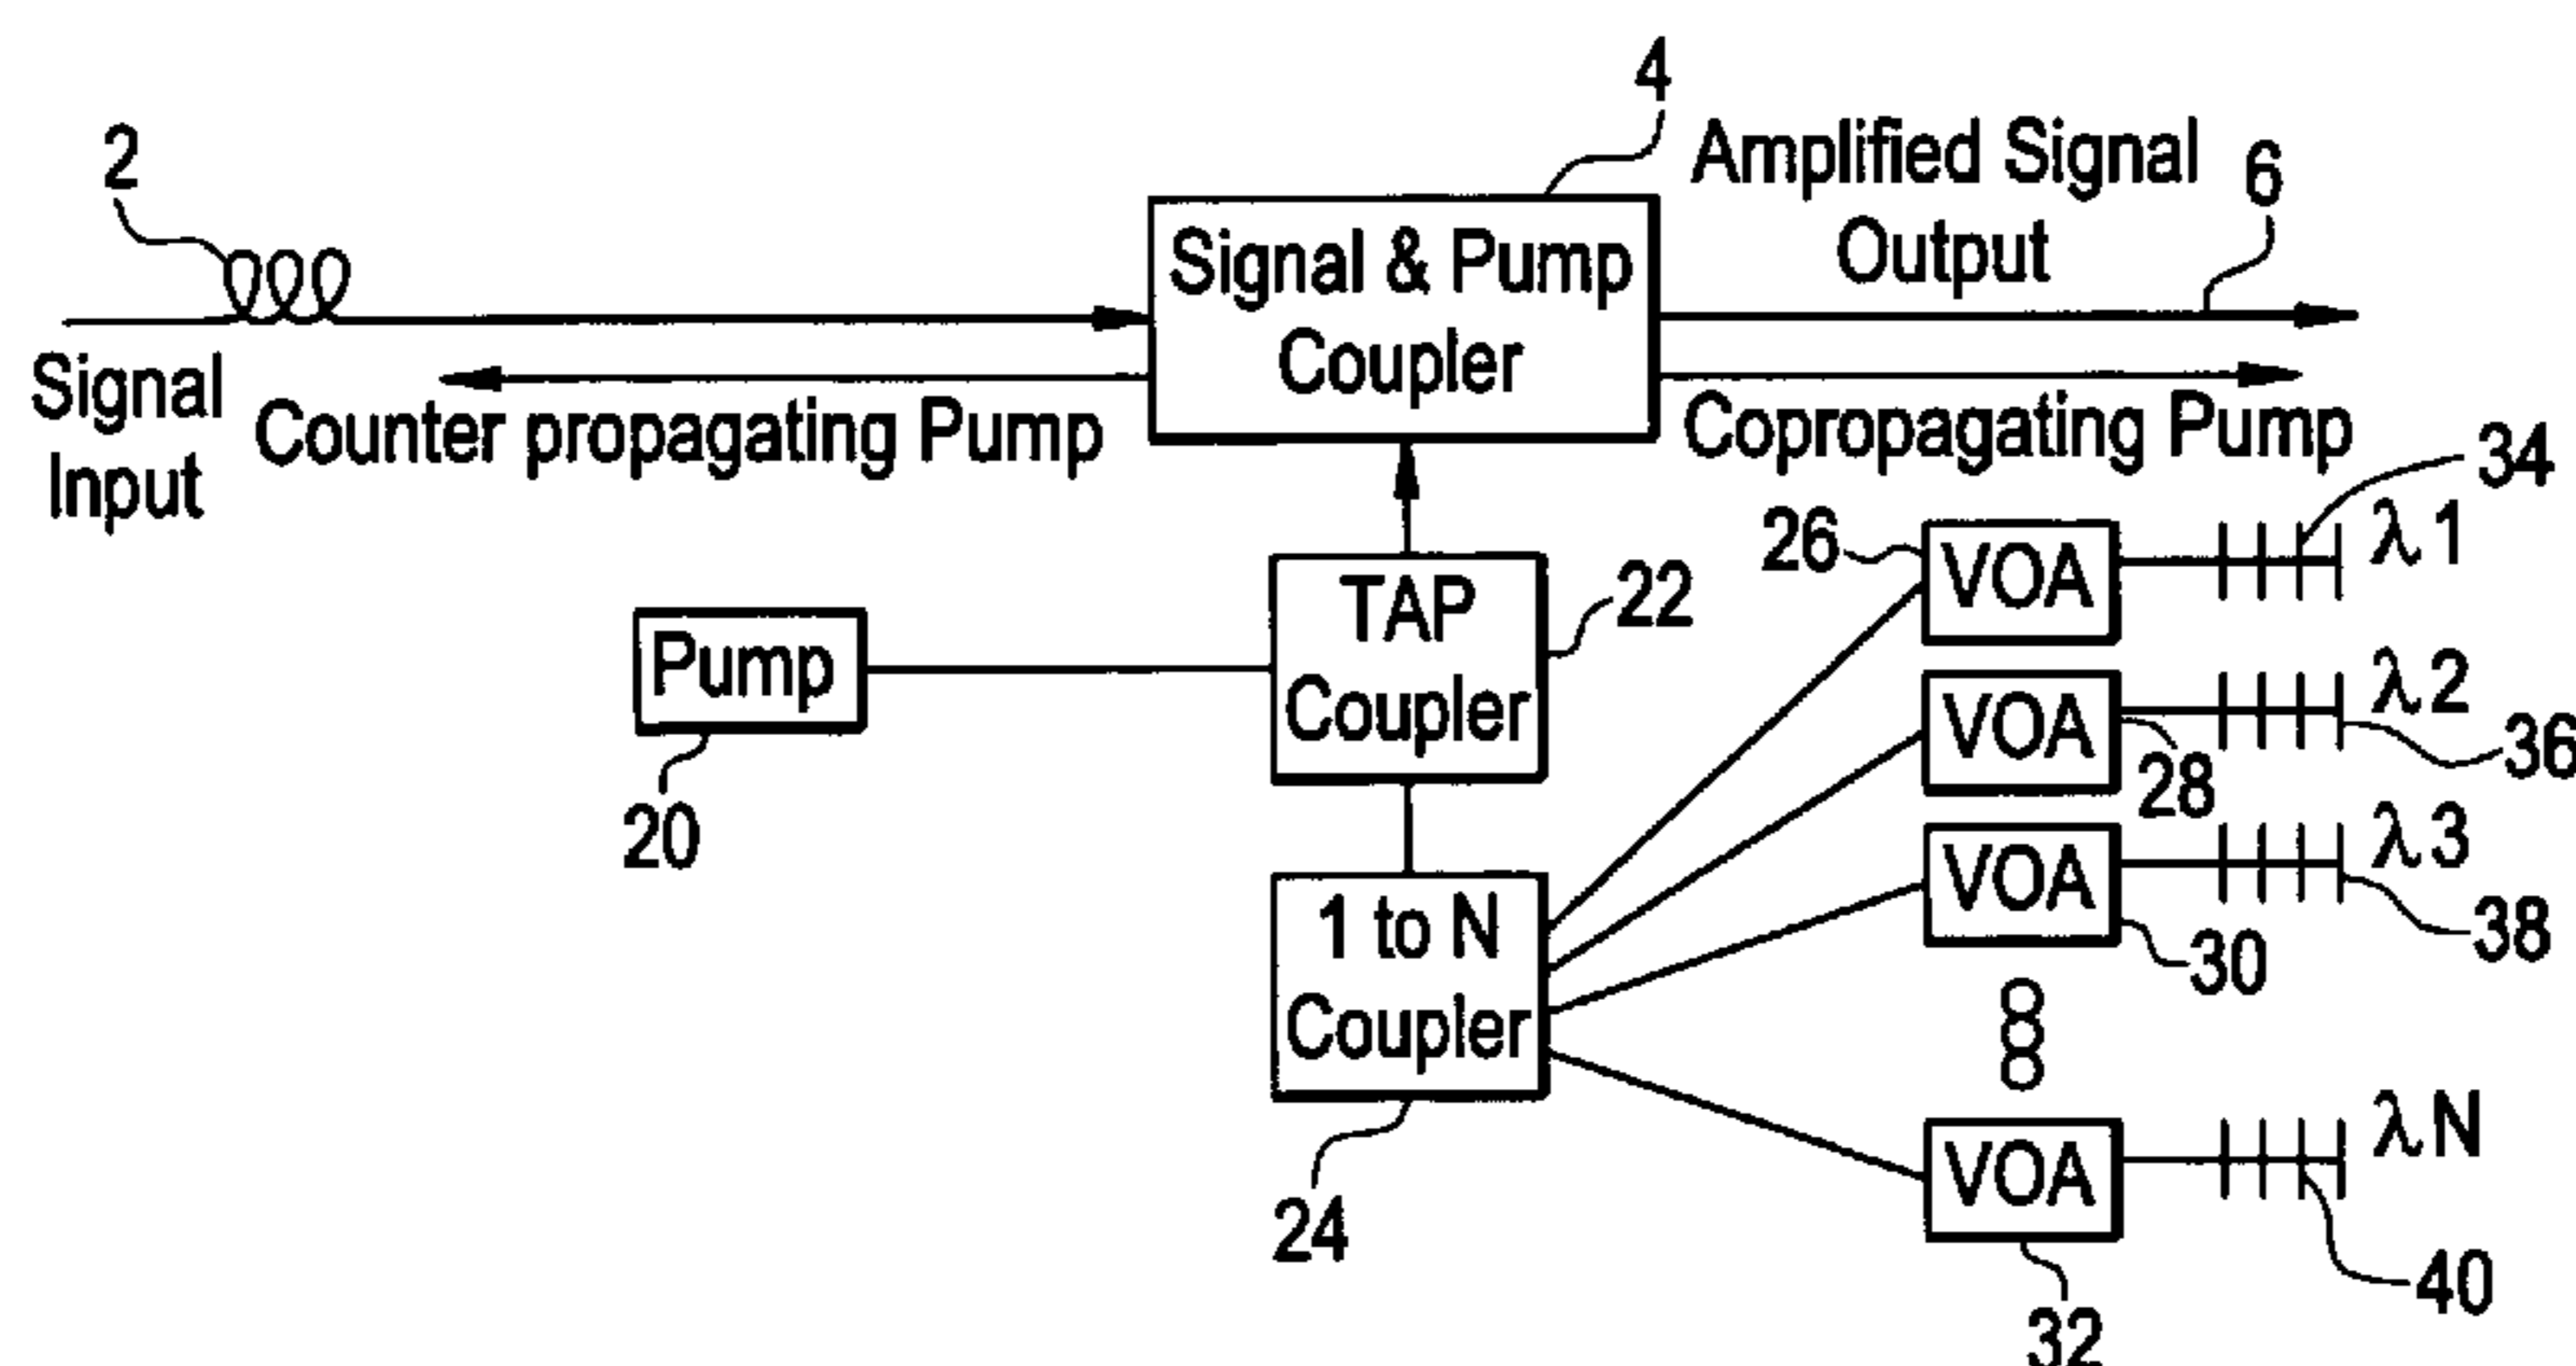 4
2
Amplified Signal
Output
6
Signal & Pump
Coupler
Signal
Input
Counter propagating Pump
Copropagating Pump
34
26
VOA
λ1
TAP
Coupler
22
Pump
20
VOA
λ2
28
36
VOA
λ3
30
38
1 to N
Coupler
24
VOA
λN
32
40